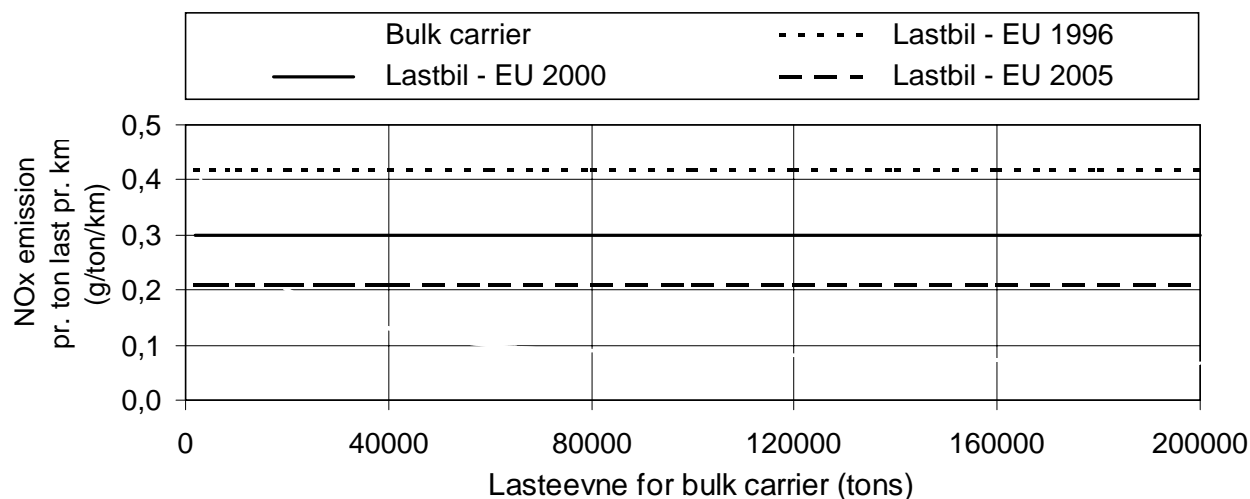 Bulk carrier
Lastbil - EU 1996
Lastbil - EU 2000
Lastbil - EU 2005
NOx emission
pr. ton last pr. km
(g/ton/km)
0,5
0,4
0,3
0,2
0,1
0,0
0
40000
80000
120000
160000
200000
Lasteevne for bulk carrier (tons)